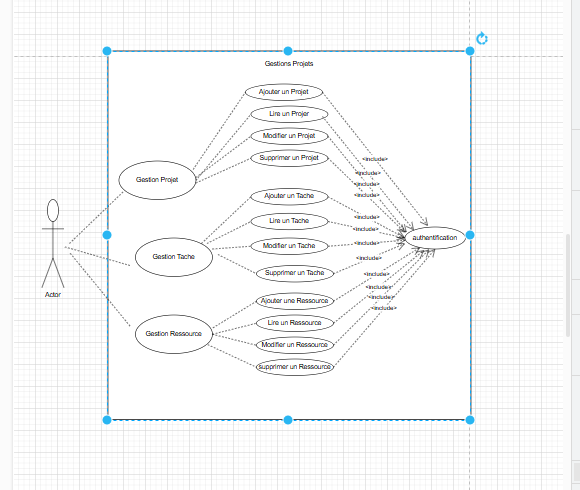 Gestions Projets
Ajouter un Projet
Lire un Projer
Modifier un Projet
Supprimer un Projet
<include>
<include>
<include>
<include>
Gestion Projet
Ajouter un Tache
Lire un Tache
Modifier un Tache
Supprimer un Tache
<include>
<include>
<include>
<include>
authentification
Gestion Tache
Actor
Ajouter une Ressource
Lire un Ressource
Modifier un Ressource
supprimer un Ressource
<include>
<include>
<include>
<include>
Gestion Ressource